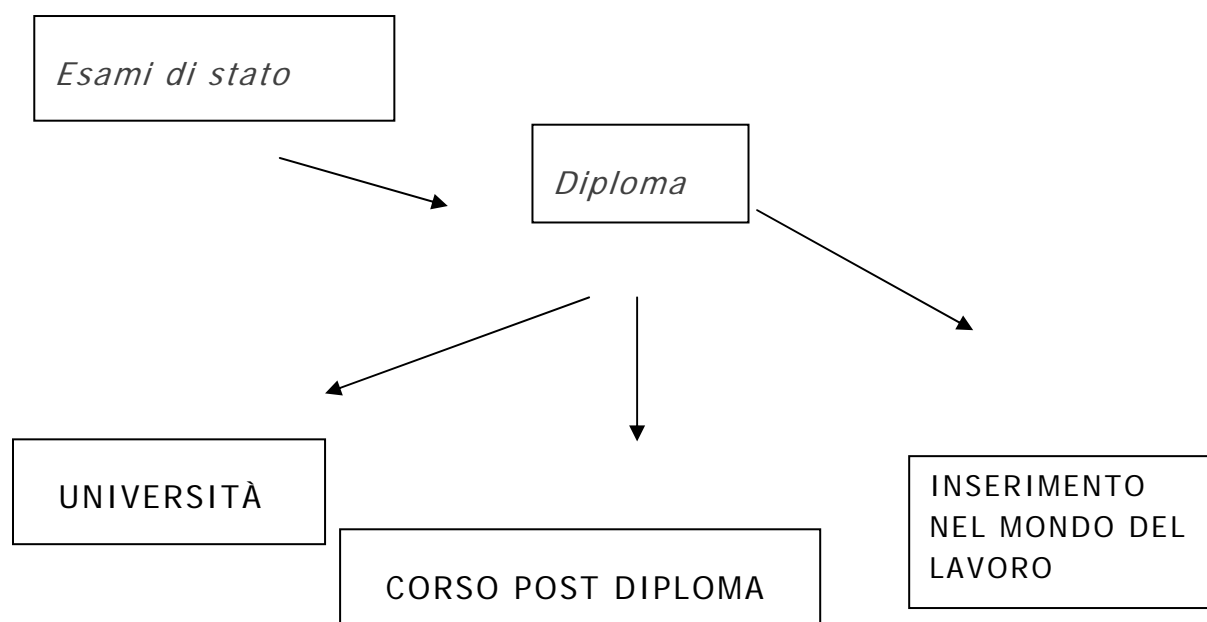 Esami di stato
Diploma
UNIVERSITÀ
CORSO POST DIPLOMA
INSERIMENTO
NEL MONDO DEL
LAVORO